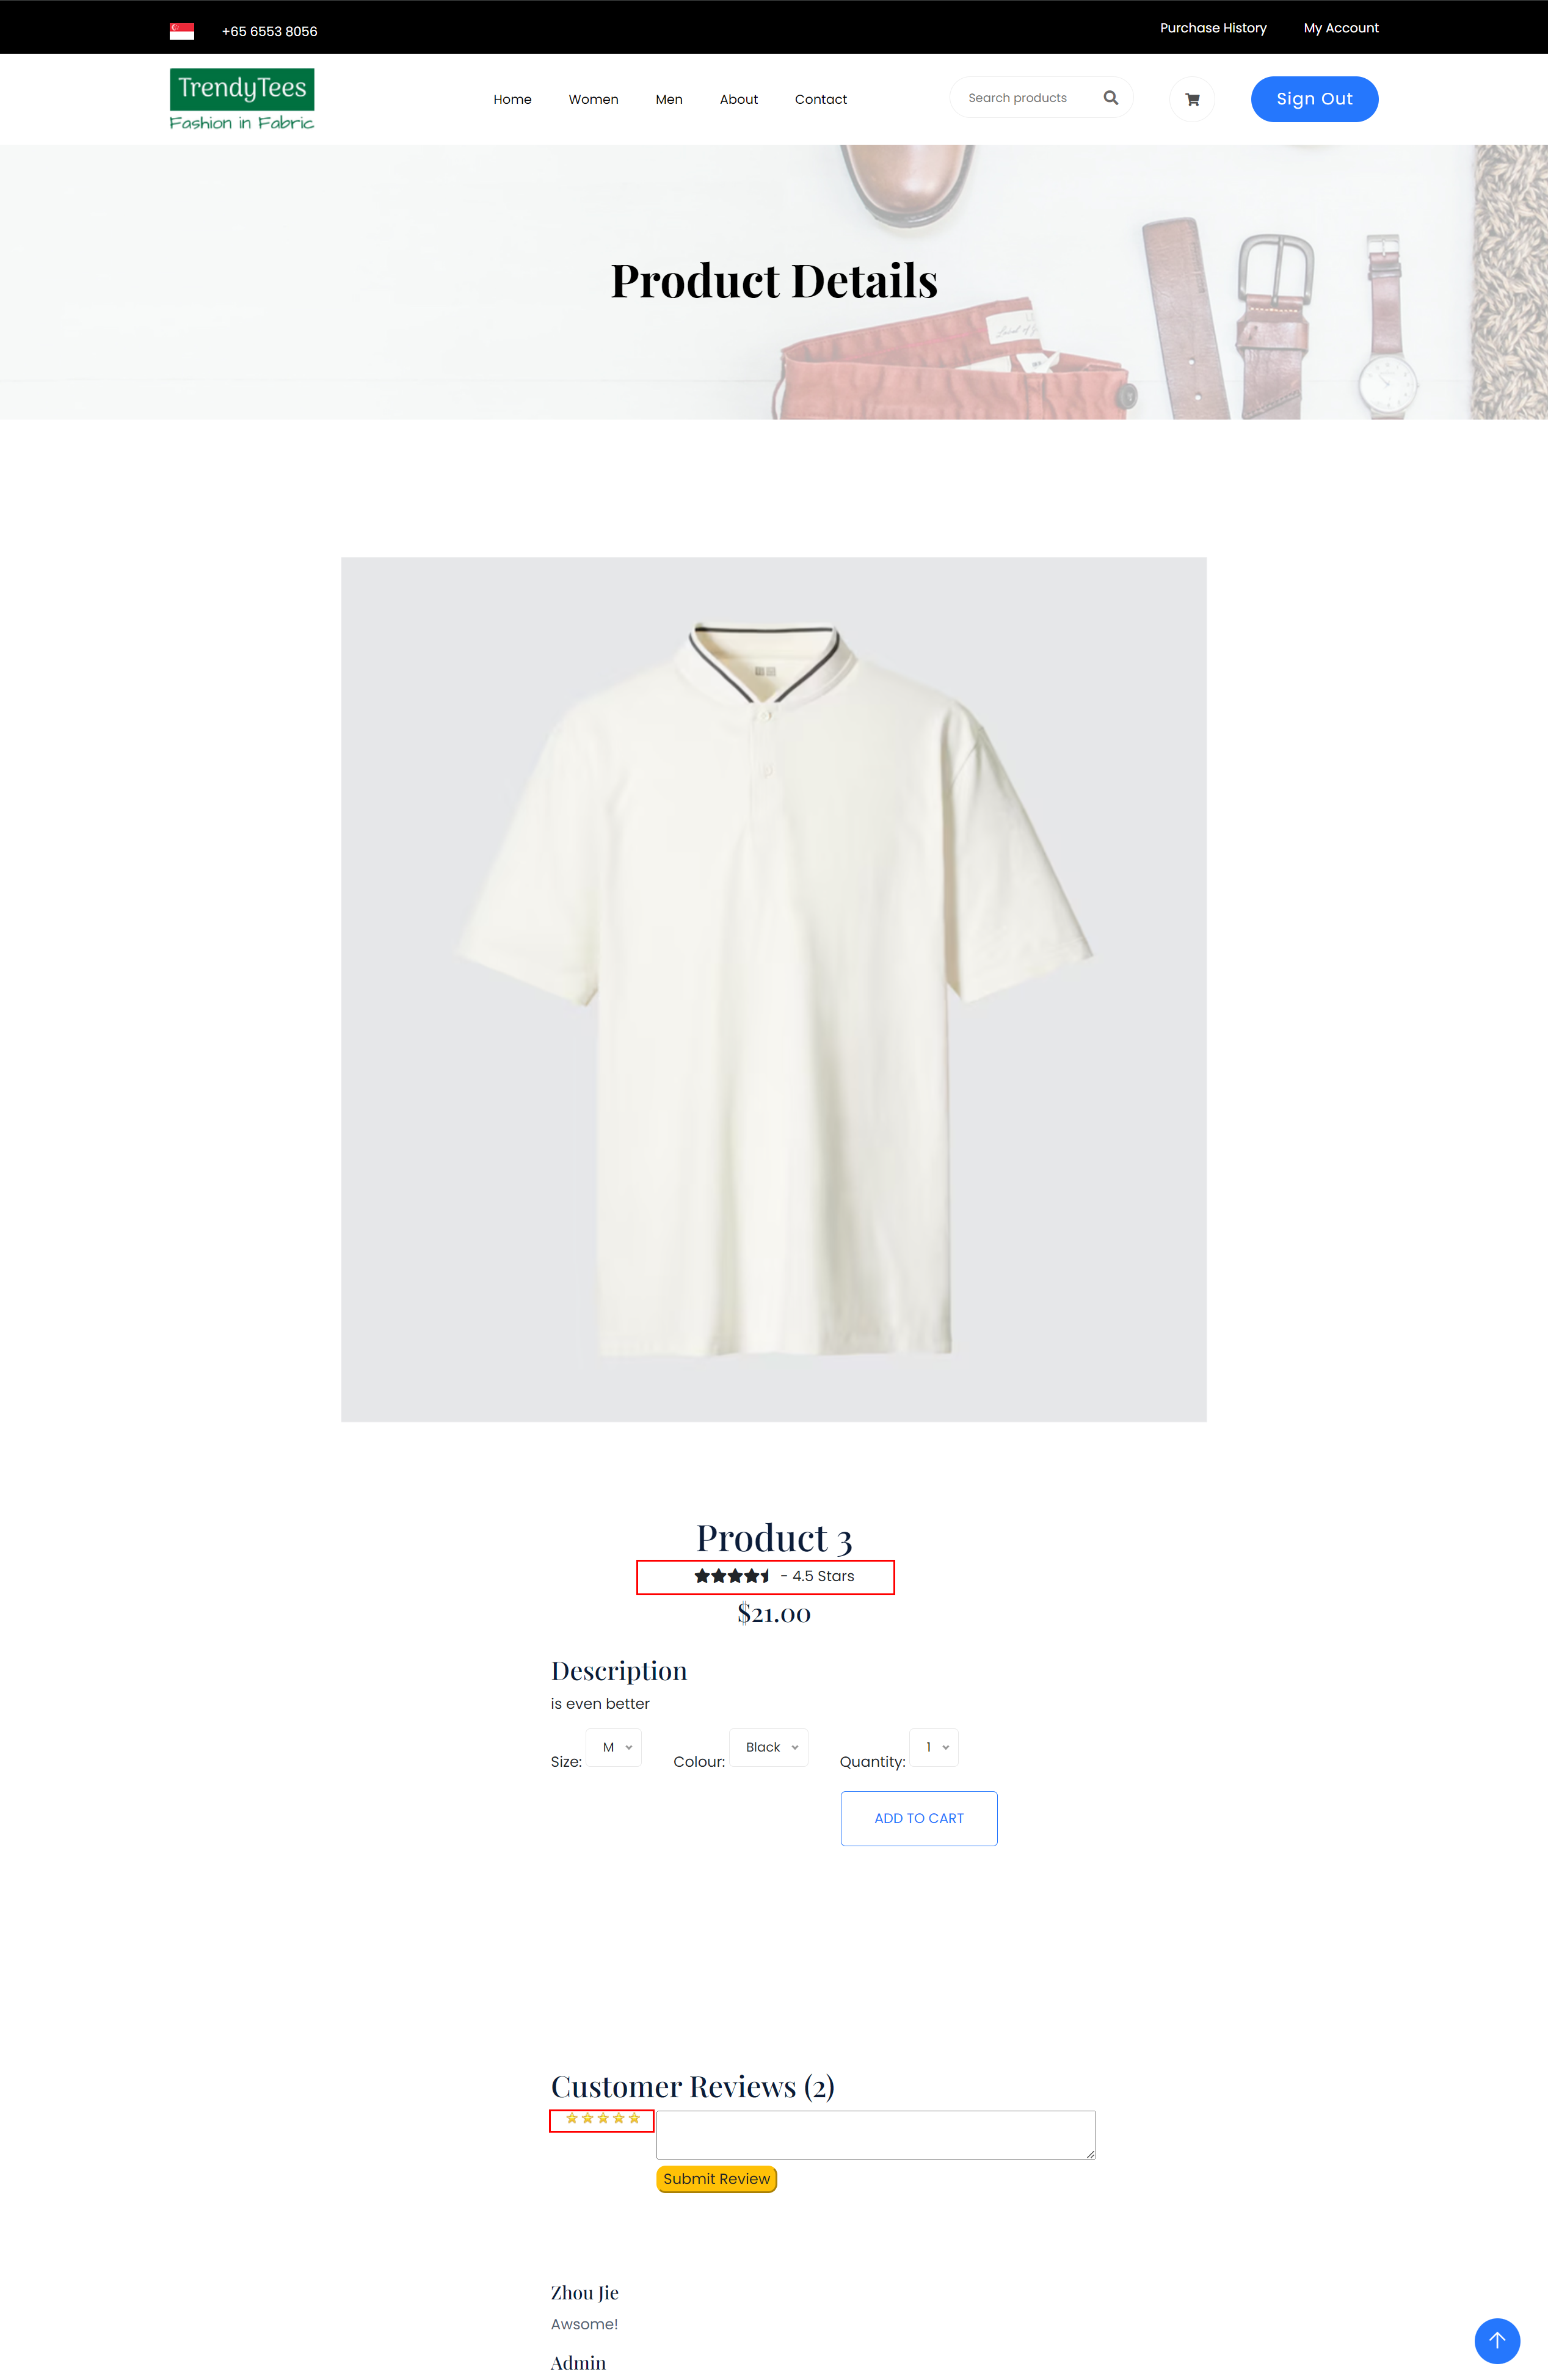 +65 6553 8056
Purchase History
My Account
TrendyTees
Fashion in Fabric
Home
Women
Men
About
Contact
Search products
Sign Out
Product Details
Product 3
- 4.5 Stars
$21.00
Description
is even better
Size: M
Colour: Black
Quantity: 1
ADD TO CART
Customer Reviews (2)
Submit Review
Zhou Jie
Awsome!
Admin